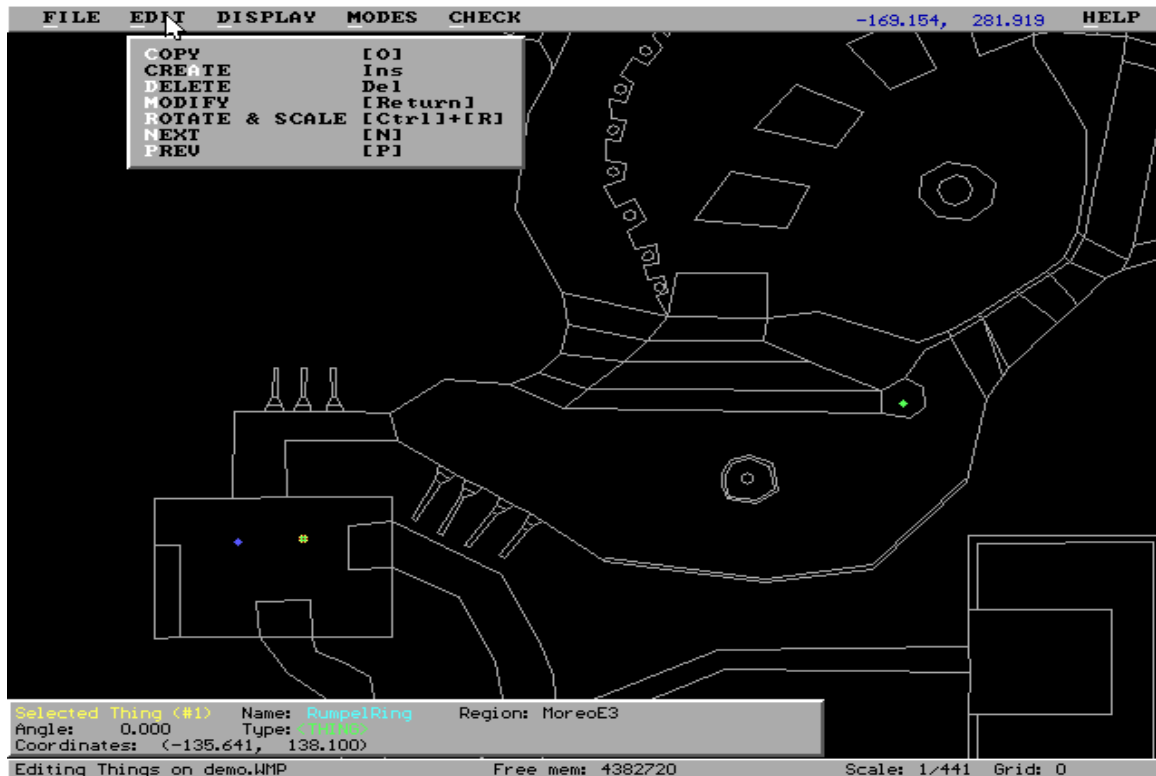 FILE EDIT DISPLAY MODES CHECK -169.154, 281.919 HELP
COPY [O]
CREATE Ins
DELETE Del
MODIFY [Return]
ROTATE & SCALE [Ctrl]+[R]
NEXT [N]
PREV [P]
Selected Thing (#1) Name: RumpelRing Region: MoreoE3
Angle: 0.000 Type: <THING>
Coordinates: (-135.641, 138.100)
Editing Things on demo.WMP Free mem: 4382720 Scale: 1/441 Grid: 0